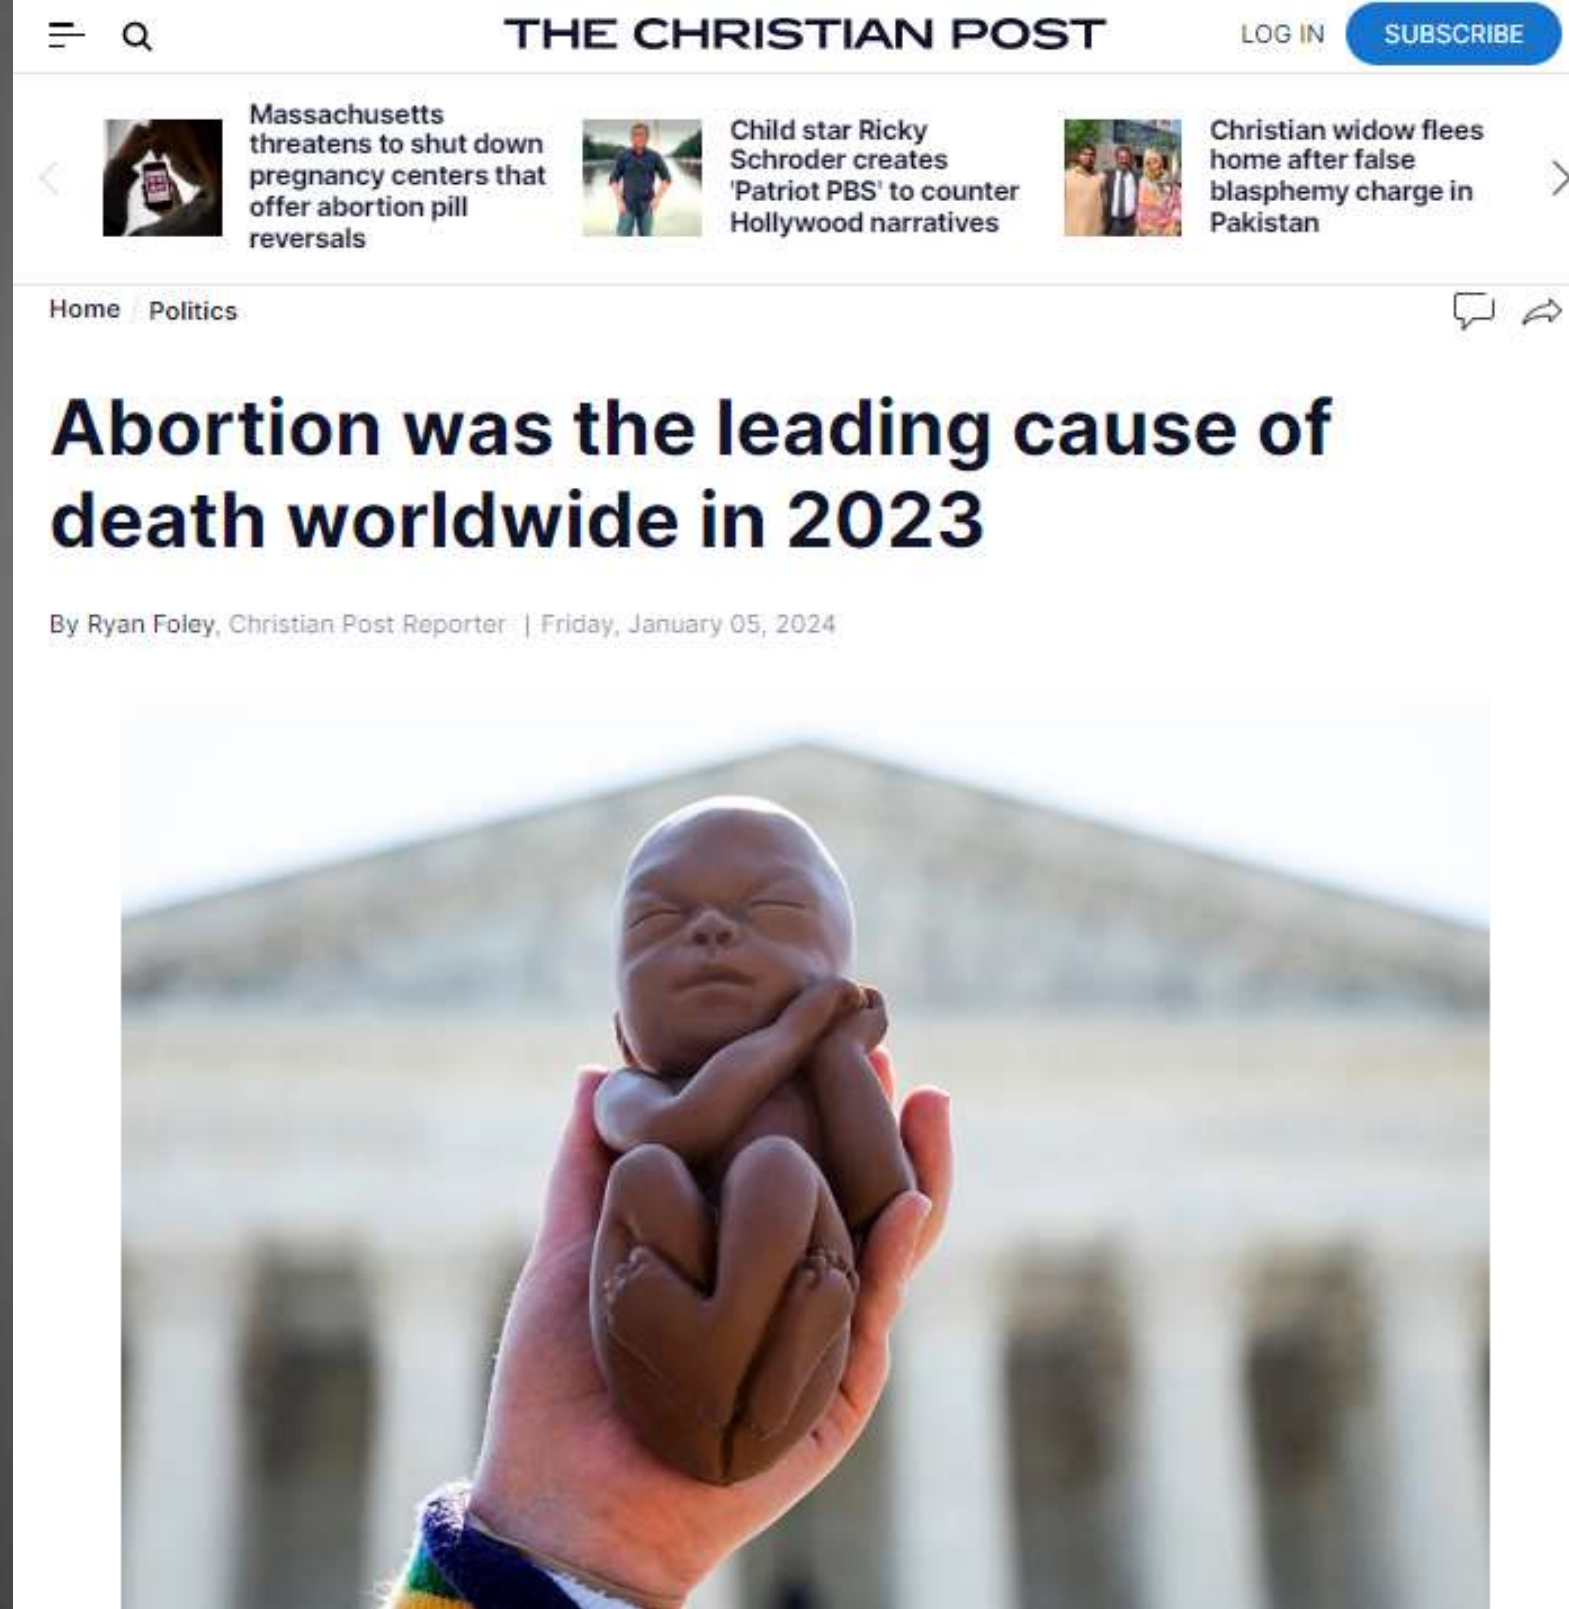 THE CHRISTIAN POST
LOG IN
SUBSCRIBE
Massachusetts
threatens to shut down
pregnancy centers that
offer abortion pill
reversals
Child star Ricky
Schroder creates
'Patriot PBS' to counter
Hollywood narratives
Christian widow flees
home after false
blasphemy charge in
Pakistan
Home / Politics
Abortion was the leading cause of
death worldwide in 2023
By Ryan Foley, Christian Post Reporter | Friday, January 05, 2024